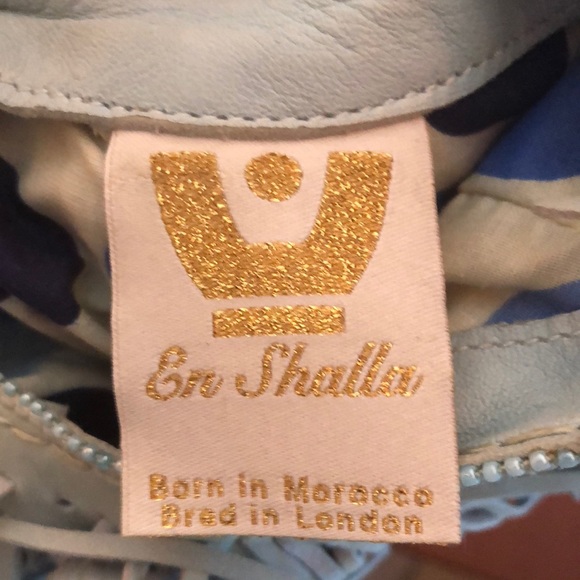 En Shalla
Born in Morocco
Bred in London